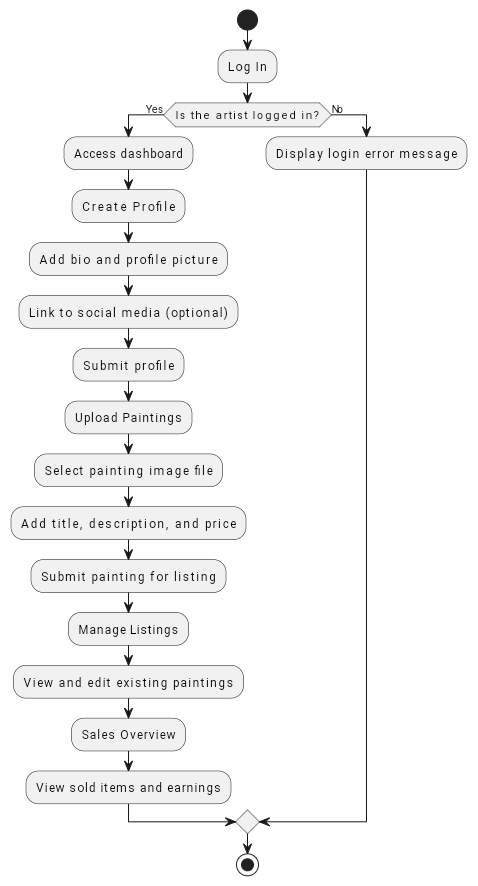 Log In
Yes
Is the artist logged in?
No
Access dashboard
Display login error message
Create Profile
Add bio and profile picture
Link to social media (optional)
Submit profile
Upload Paintings
Select painting image file
Add title, description, and price
Submit painting for listing
Manage Listings
View and edit existing paintings
Sales Overview
View sold items and earnings